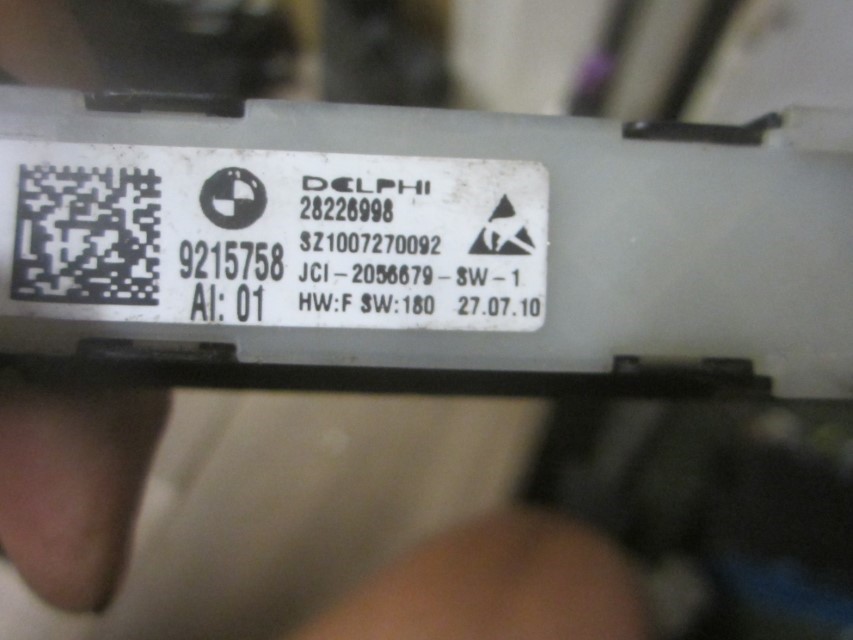 DELPHI
28226998
SZ1007270092
9215758
JCI-2056679-SW-1
AI: 01
HW:F SW:180 27.07.10